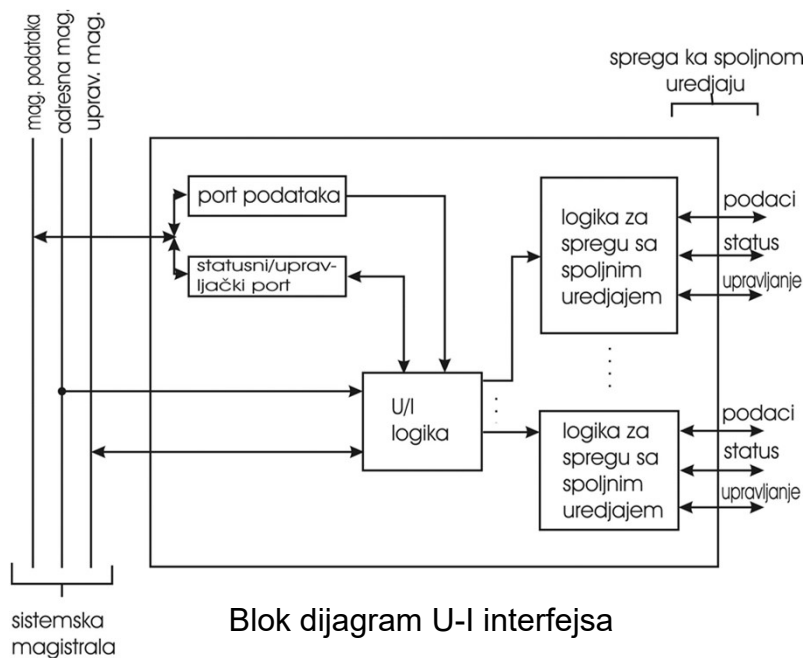 mag. podataka
adresna mag.
uprav. mag.
sprega ka spoljnom
uredjaju
port podataka
statusni/uprav-
ljački port
U/I
logika
logika za
spregu sa
spoljnim
uredjajem
podaci
status
upravljanje
logika za
spregu sa
spoljnim
uredjajem
podaci
status
upravljanje
sistemska
magistrala
Blok dijagram U-I interfejsa